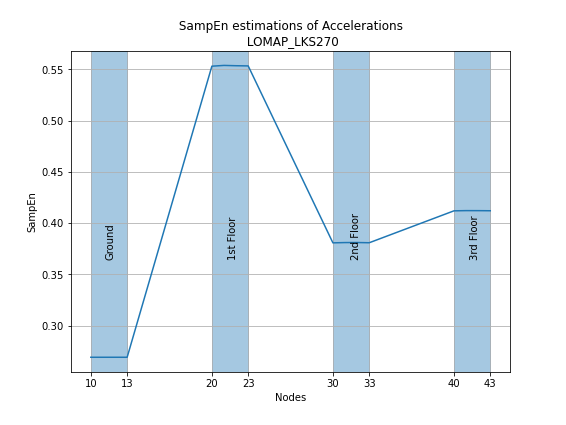 SampEn estimations of Accelerations
LOMAP_LKS270
SampEn
0.55
0.50
0.45
0.40
0.35
0.30
Ground
1st Floor
2nd Floor
3rd Floor
10 13 20 23 30 33 40 43
Nodes